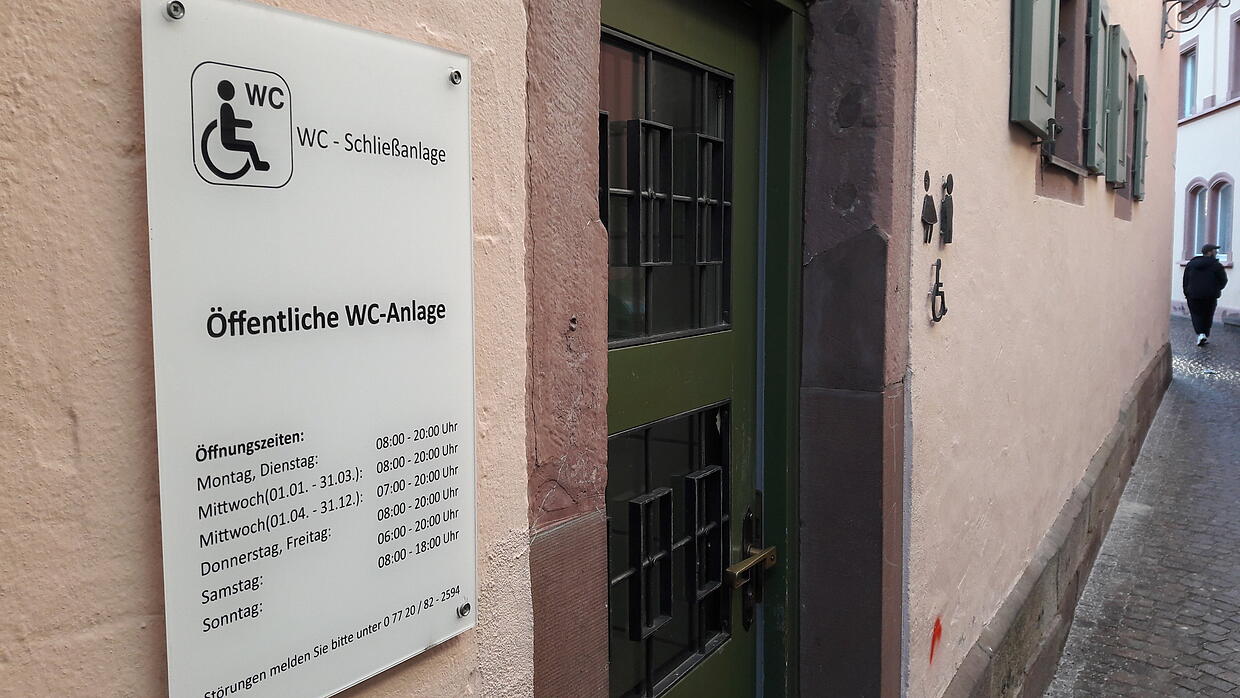 WC
WC - Schließanlage
Öffentliche WC-Anlage
Öffnungszeiten:
Montag, Dienstag: 08:00 - 20:00 Uhr
Mittwoch(01.01. - 31.03.): 08:00 - 20:00 Uhr
Mittwoch(01.04. - 31.12.): 07:00 - 20:00 Uhr
Donnerstag, Freitag: 08:00 - 20:00 Uhr
Samstag: 06:00 - 20:00 Uhr
Sonntag: 08:00 - 18:00 Uhr
Störungen melden Sie bitte unter 0 77 20 / 82 - 2594